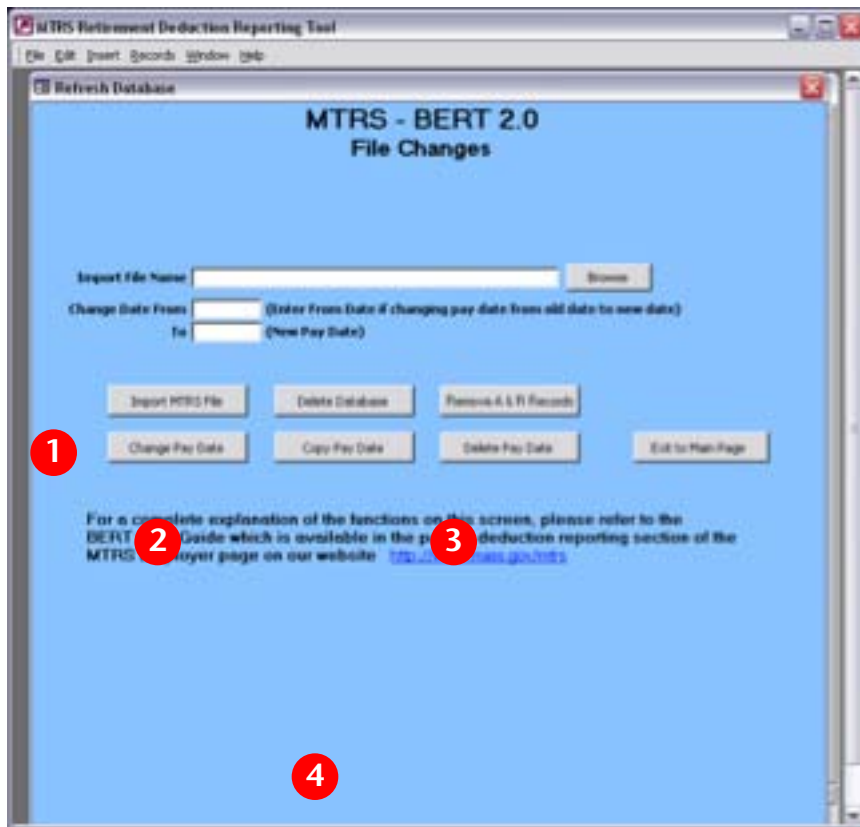 MTRS Retirement Deduction Reporting Tool
File Edit Insert Records Window Help
Refresh Database
MTRS - BERT 2.0
File Changes
Import File Name
Browse
Change Date From (Enter From Date if changing pay date from old date to new date)
To (New Pay Date)
Import MTRS File Delete Database Remove A & R Records
1 Change Pay Date Copy Pay Date Delete Pay Date Exit to Main Page
For a complete explanation of the functions on this screen, please refer to the
BERT 2 Guide which is available in the 3 deduction reporting section of the
MTRS page on our website
4